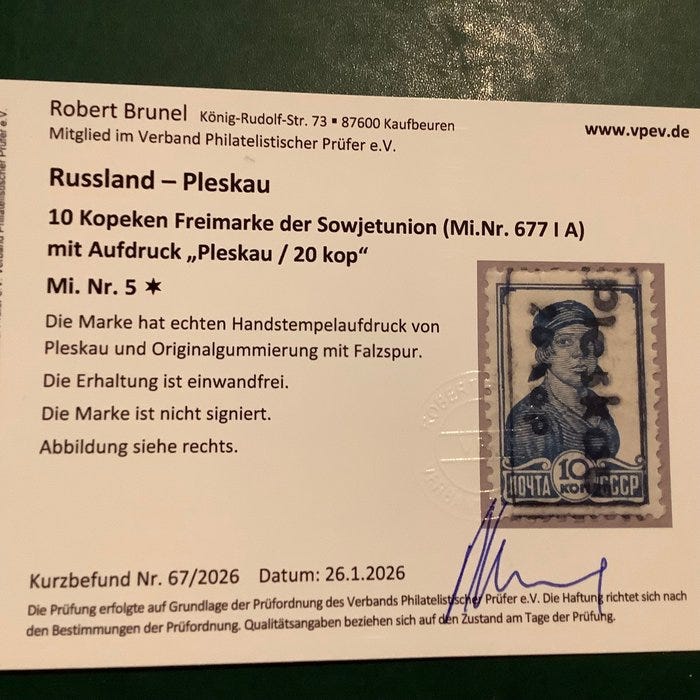 Robert Brunel König-Rudolf-Str. 73 ▪ 87600 Kaufbeuren
www.vpev.de
Mitglied im Verband Philatelistischer Prüfer e.V.
Russland – Pleskau
10 Kopeken Freimarke der Sowjetunion (Mi.Nr. 677 I A)
mit Aufdruck „Pleskau / 20 kop“
Mi. Nr. 5 ✶
Die Marke hat echten Handstempelaufdruck von
Pleskau und Originalgummierung mit Falzspur.
Die Erhaltung ist einwandfrei.
Die Marke ist nicht signiert.
Abbildung siehe rechts.
10
ПОЧТА КОП СССР
Kurzbefund Nr. 67/2026 Datum: 26.1.2026
Die Prüfung erfolgte auf Grundlage der Prüfordnung des Verbands Philatelistischer Prüfer e.V. Die Haftung richtet sich nach
den Bestimmungen der Prüfordnung. Qualitätsangaben beziehen sich auf den Zustand am Tage der Prüfung.